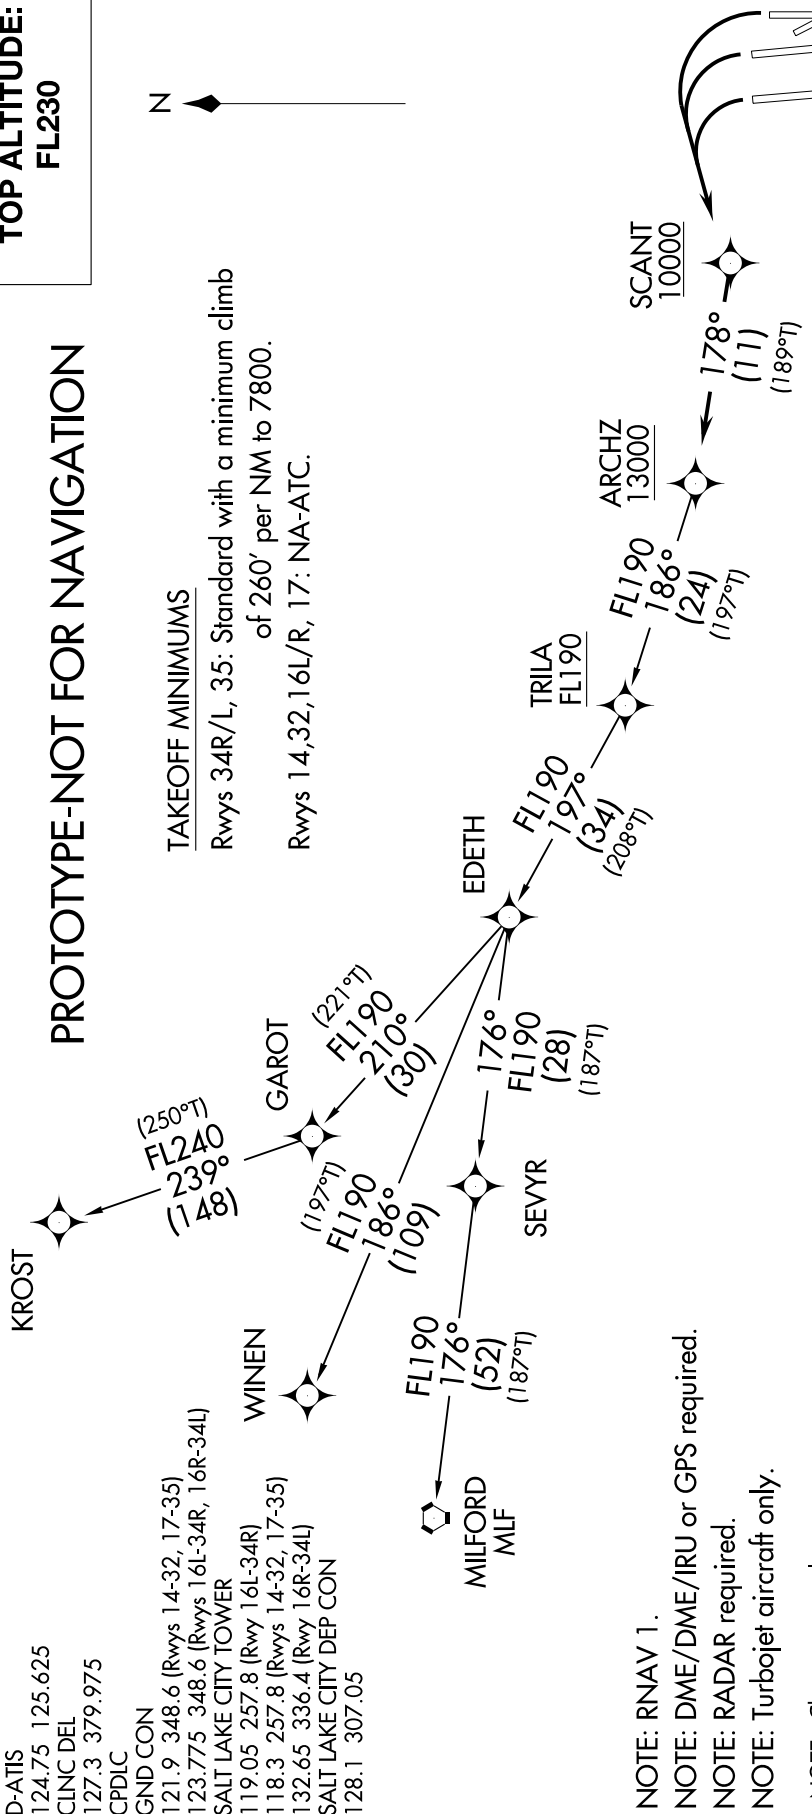 TOP ALTITUDE:
FL230
PROTOTYPE-NOT FOR NAVIGATION
N
TAKEOFF MINIMUMS
Rwys 34R/L, 35: Standard with a minimum climb
of 260' per NM to 7800.
Rwys 14,32,16L/R, 17: NA-ATC.
D-ATIS
124.75 125.625
CLNC DEL
127.3 379.975
CPDLC
GND CON
121.9 348.6 (Rwys 14-32, 17-35)
123.775 348.6 (Rwys 16L-34R, 16R-34L)
SALT LAKE CITY TOWER
119.05 257.8 (Rwy 16L-34R)
118.3 257.8 (Rwys 14-32, 17-35)
132.65 336.4 (Rwy 16R-34L)
SALT LAKE CITY DEP CON
128.1 307.05
KROST
(250°T)
FL240
239°
(148)
GAROT
(221°T)
FL190
210°
(30)
WINEN
(197°T)
FL190
186°
(109)
EDETH
176°
FL190
(28)
(187°T)
SEVYR
FL190
176°
(52)
(187°T)
MILFORD
MLF
FL190
197°
(34)
(208°T)
TRILA
FL190
FL190
186°
(24)
(197°T)
ARCHZ
13000
178°
(11)
(189°T)
SCANT
10000
NOTE: RNAV 1.
NOTE: DME/DME/IRU or GPS required.
NOTE: RADAR required.
NOTE: Turbojet aircraft only.